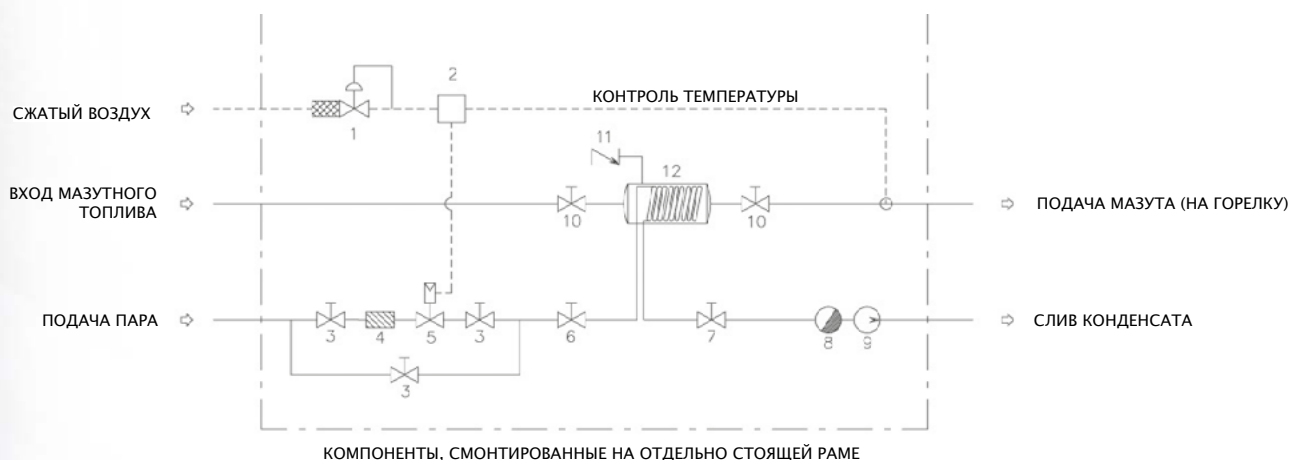 2
КОНТРОЛЬ ТЕМПЕРАТУРЫ
СЖАТЫЙ ВОЗДУХ
1
11
12
ВХОД МАЗУТНОГО
ТОПЛИВА
10
10
ПОДАЧА МАЗУТА (НА ГОРЕЛКУ)
ПОДАЧА ПАРА
3
4
5
3
6
7
8
9
СЛИВ КОНДЕНСАТА
3
КОМПОНЕНТЫ, СМОНТИРОВАННЫЕ НА ОТДЕЛЬНО СТОЯЩЕЙ РАМЕ